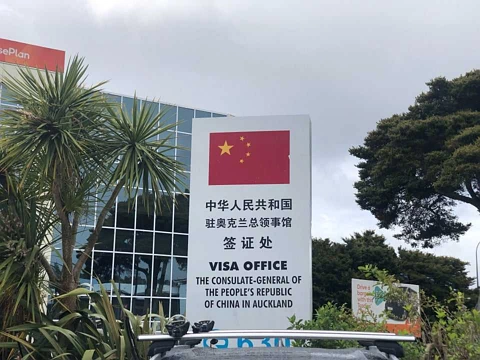 sePlan
中华人民共和国
驻奥克兰总领事馆
签证处
VISA OFFICE
THE CONSULATE-GENERAL OF
THE PEOPLE'S REPUBLIC
OF CHINA IN AUCKLAND